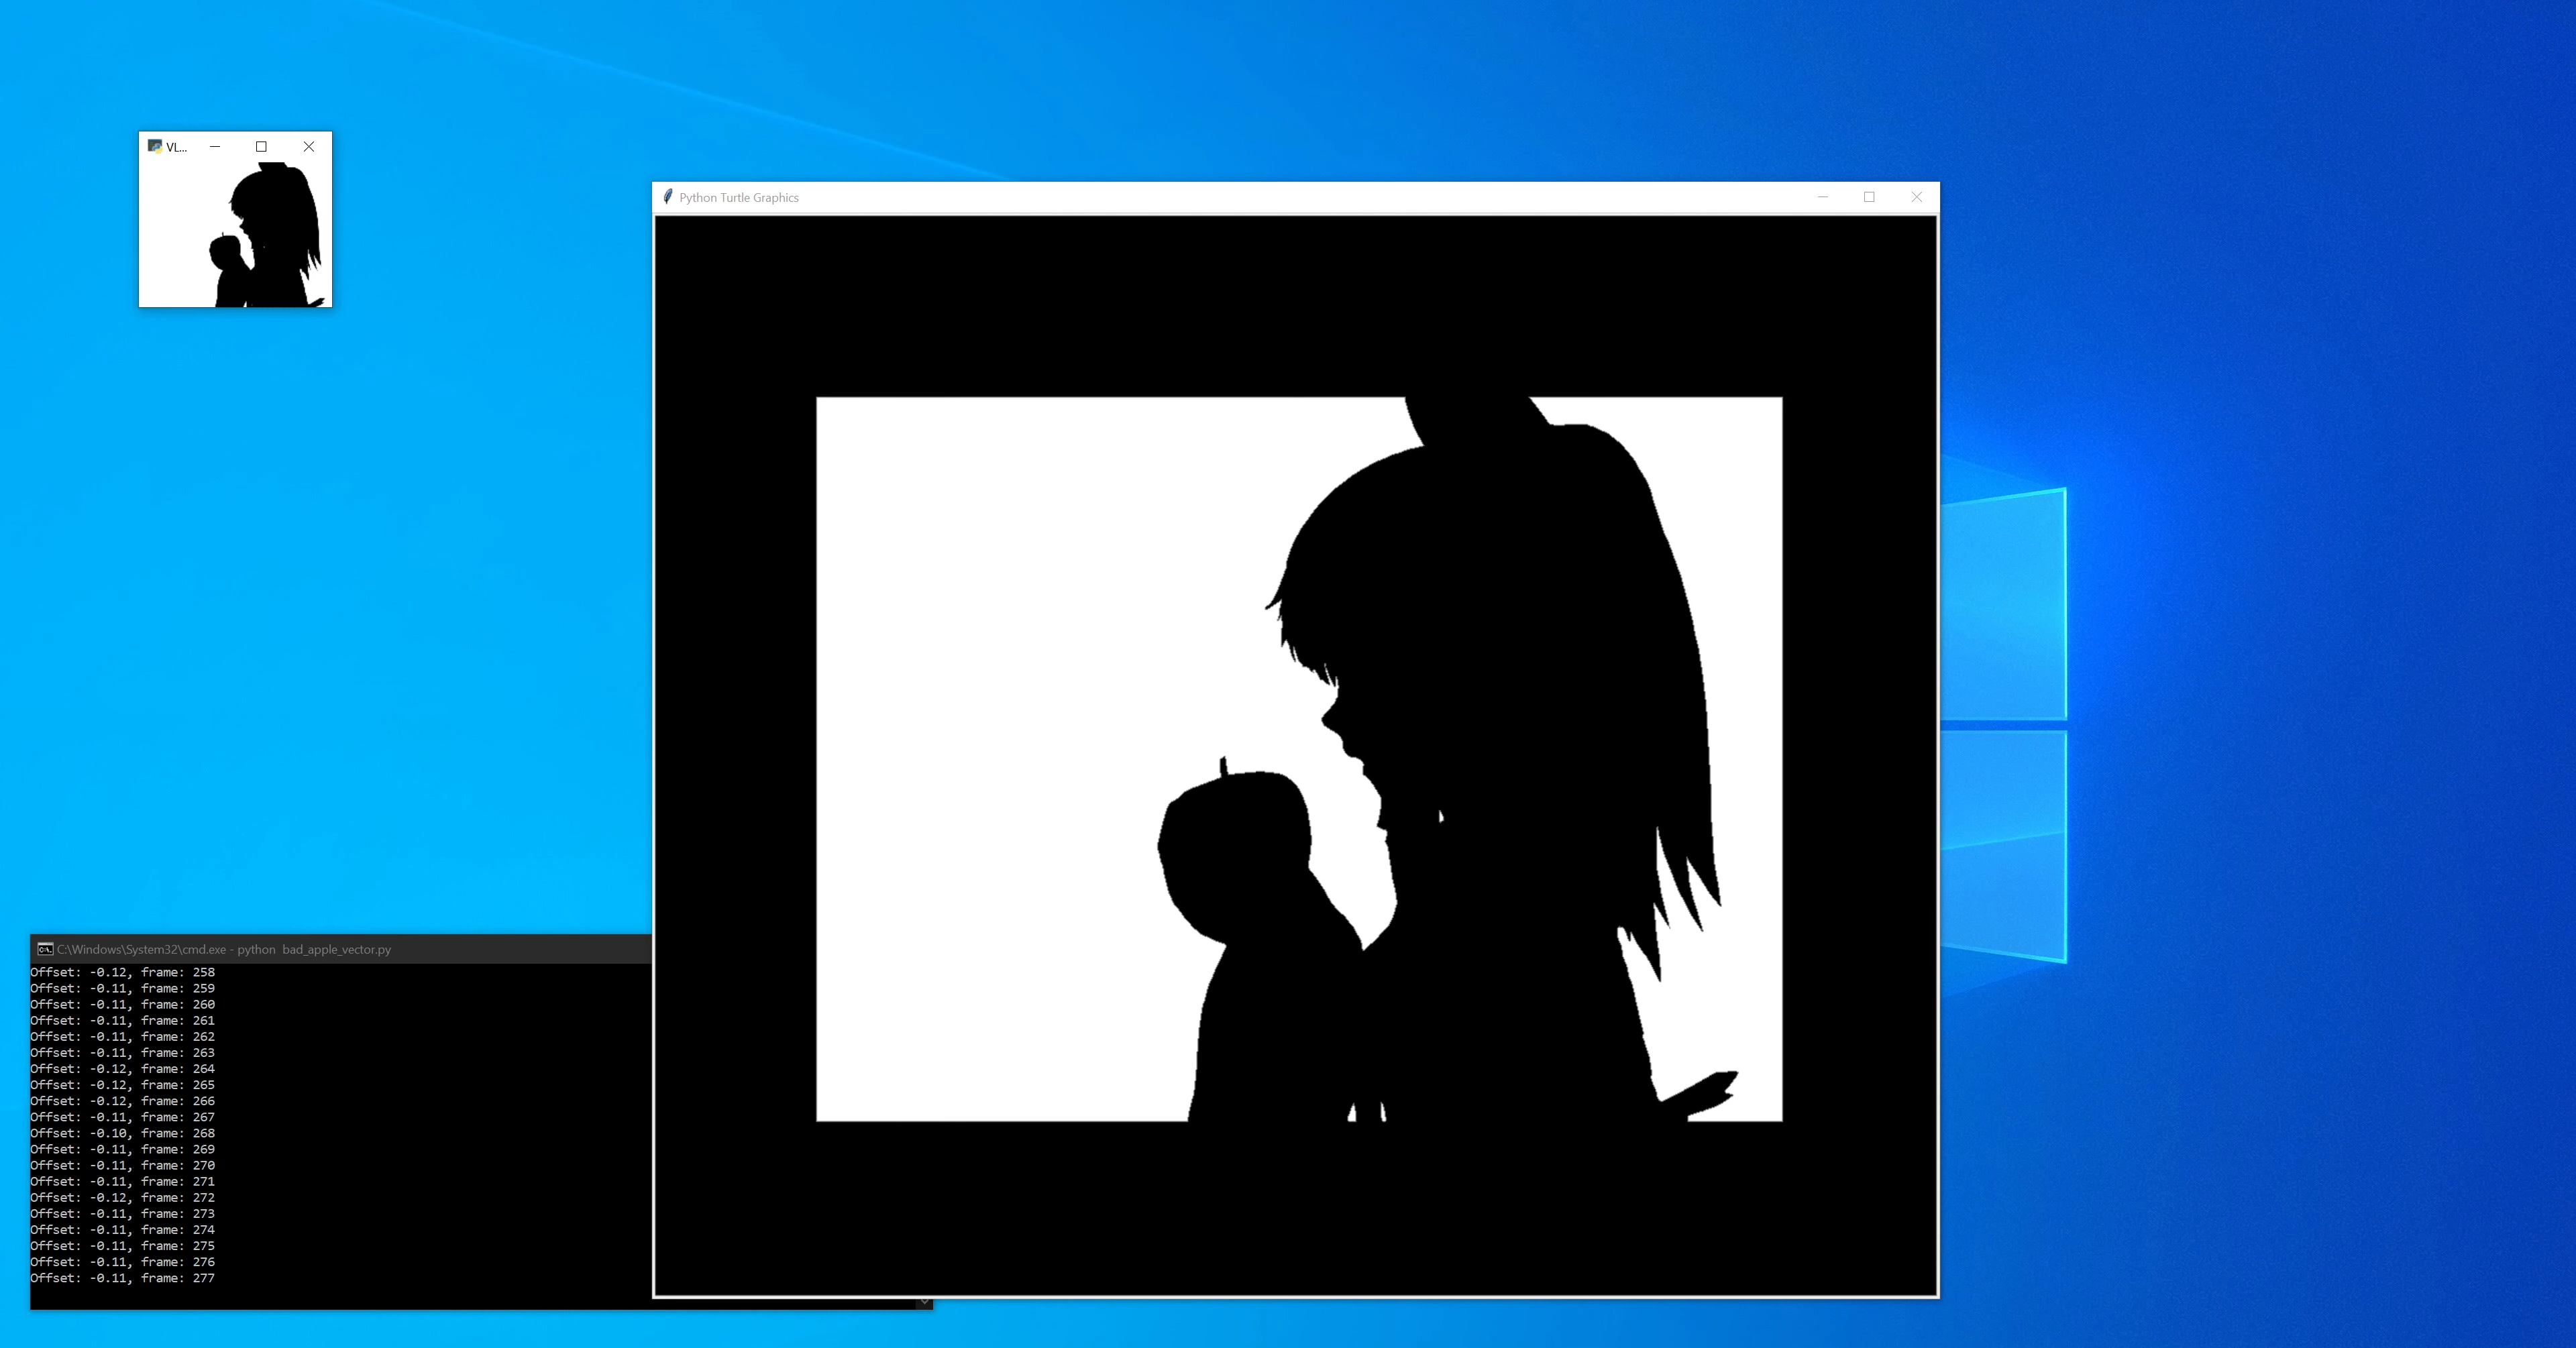 VL...
Python Turtle Graphics
C:\Windows\System32\cmd.exe - python  bad_apple_vector.py
Offset: -0.12, frame: 258
Offset: -0.11, frame: 259
Offset: -0.11, frame: 260
Offset: -0.11, frame: 261
Offset: -0.11, frame: 262
Offset: -0.11, frame: 263
Offset: -0.12, frame: 264
Offset: -0.12, frame: 265
Offset: -0.12, frame: 266
Offset: -0.11, frame: 267
Offset: -0.10, frame: 268
Offset: -0.11, frame: 269
Offset: -0.11, frame: 270
Offset: -0.11, frame: 271
Offset: -0.12, frame: 272
Offset: -0.11, frame: 273
Offset: -0.11, frame: 274
Offset: -0.11, frame: 275
Offset: -0.11, frame: 276
Offset: -0.11, frame: 277